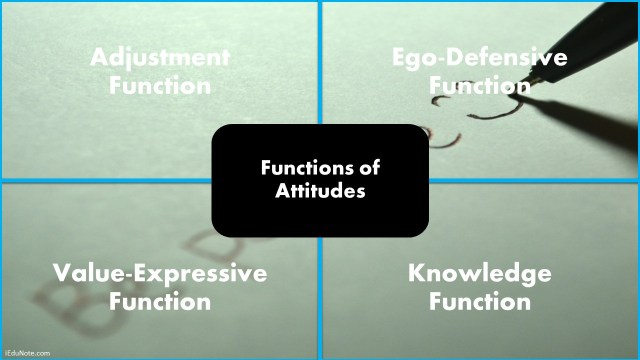 Adjustment
Function
Ego-Defensive
Function
Functions of
Attitudes
Value-Expressive
Function
Knowledge
Function
iEduNote.com